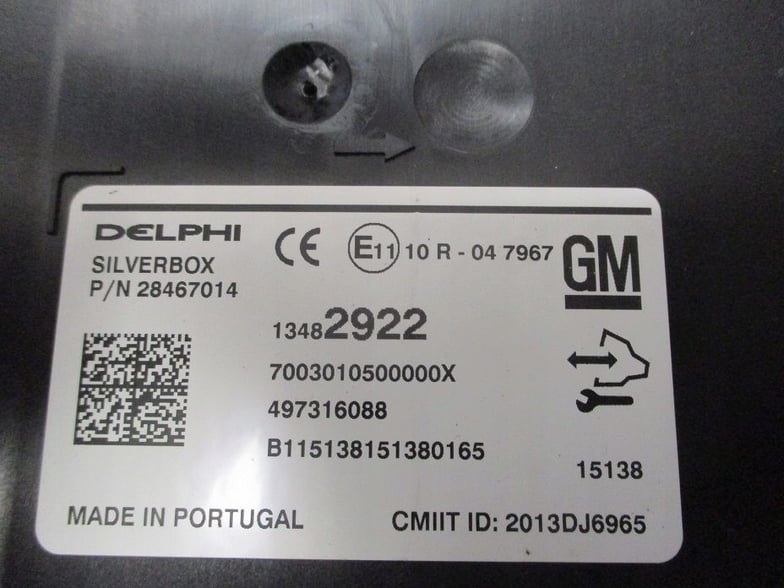 DELPHI
CE E11 10 R - 04 7967
GM
SILVERBOX
P/N 28467014
13482922
7003010500000X
497316088
B115138151380165
15138
MADE IN PORTUGAL
CMIIT ID: 2013DJ6965